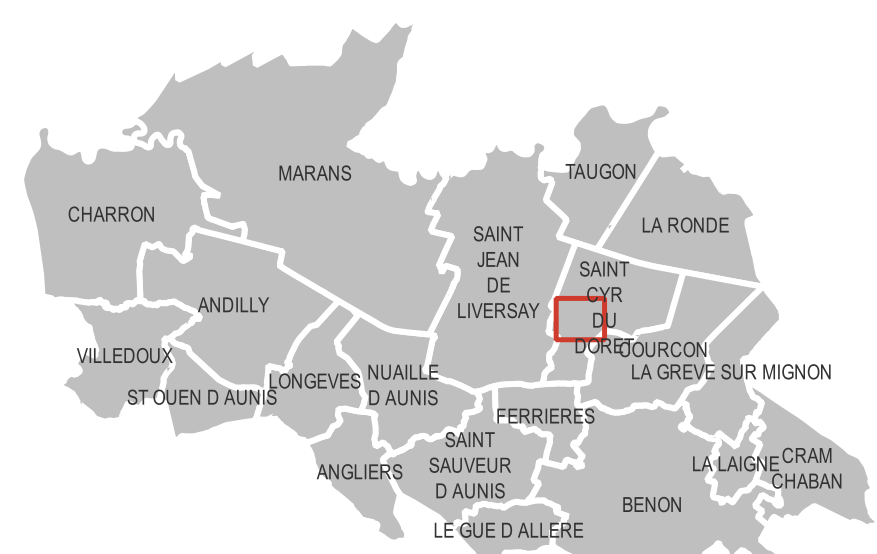 MARANS
TAUGON
CHARRON
LA RONDE
SAINT
JEAN
DE
LIVERSAY
SAINT
CYR
DU
DORET
ANDILLY
VILLEDOUX
COURCON
LA GREVE SUR MIGNON
ST OUEN D AUNIS
LONGEVES
NUAILLE
D AUNIS
FERRIERES
SAINT
SAUVEUR
D AUNIS
ANGLIERS
LA LAIGNE
CRAM
CHABAN
BENON
LE GUE D ALLERE